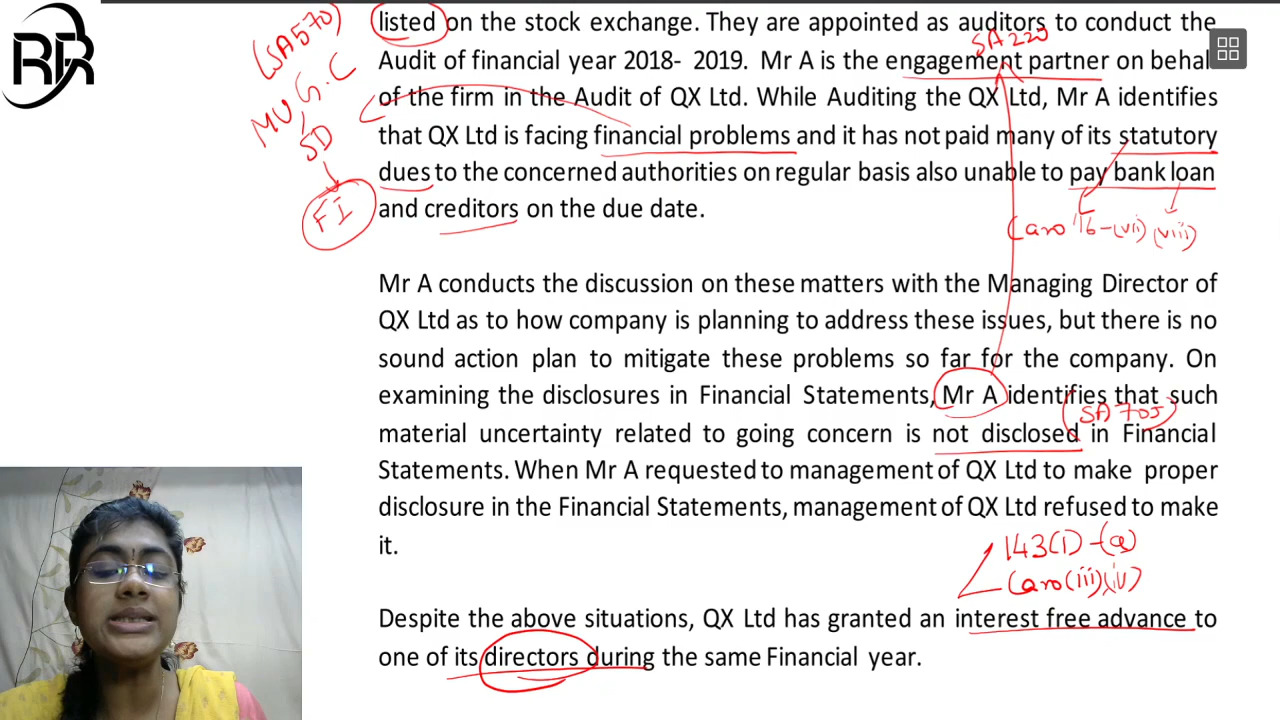 RRR
listed on the stock exchange. They are appointed as auditors to conduct the
(SA570)
SA 220
Audit of financial year 2018- 2019. Mr A is the engagement partner on behal
MU G.C
of the firm in the Audit of QX Ltd. While Auditing the QX Ltd, Mr A identifies
that QX Ltd is facing financial problems and it has not paid many of its statutory
SD
dues to the concerned authorities on regular basis also unable to pay bank loan
FI
and creditors on the due date.
Caro '16-(vii) (viii)
Mr A conducts the discussion on these matters with the Managing Director of
QX Ltd as to how company is planning to address these issues, but there is no
sound action plan to mitigate these problems so far for the company. On
examining the disclosures in Financial Statements, Mr A identifies that such
(SA 705)
material uncertainty related to going concern is not disclosed in Financial
Statements. When Mr A requested to management of QX Ltd to make proper
disclosure in the Financial Statements, management of QX Ltd refused to make
it.
143(1)-(a)
Caro(iii)(iv)
Despite the above situations, QX Ltd has granted an interest free advance to
one of its directors during the same Financial year.